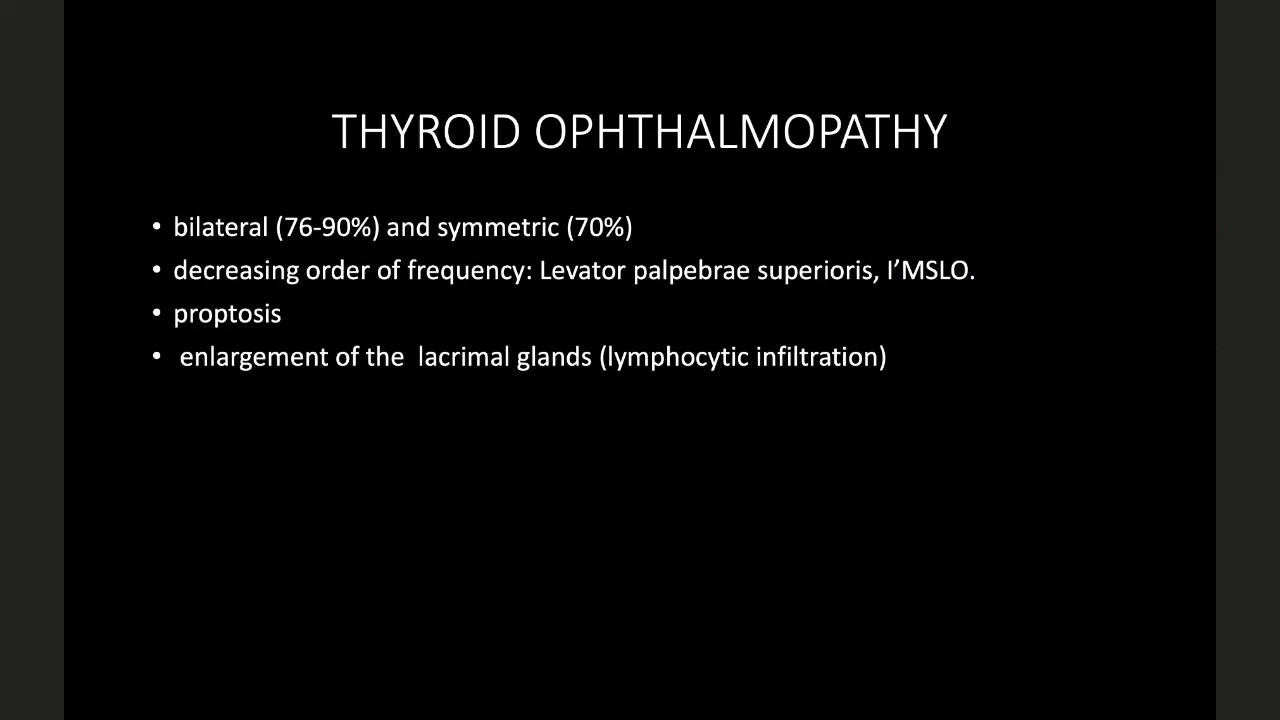 THYROID OPHTHALMOPATHY
• bilateral (76-90%) and symmetric (70%)
• decreasing order of frequency: Levator palpebrae superioris, I’MSLO.
• proptosis
• enlargement of the  lacrimal glands (lymphocytic infiltration)